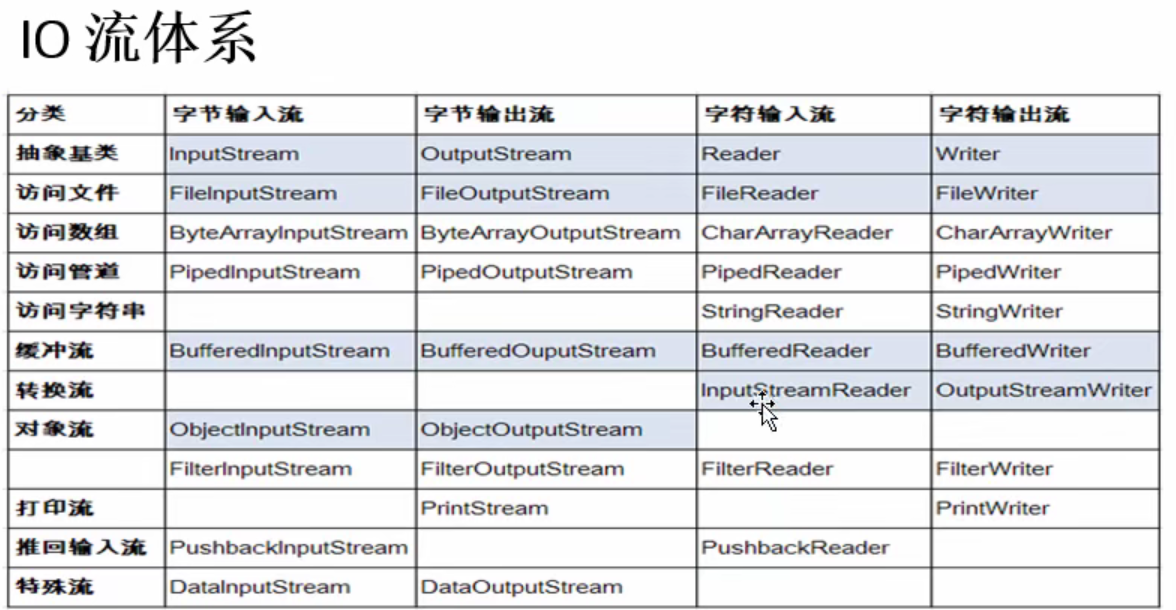 IO 流体系
分类 字节输入流 字节输出流 字符输入流 字符输出流
抽象基类 InputStream OutputStream Reader Writer
访问文件 FileInputStream FileOutputStream FileReader FileWriter
访问数组 ByteArrayInputStream ByteArrayOutputStream CharArrayReader CharArrayWriter
访问管道 PipedInputStream PipedOutputStream PipedReader PipedWriter
访问字符串 StringReader StringWriter
缓冲流 BufferedInputStream BufferedOuputStream BufferedReader BufferedWriter
转换流 InputStreamReader OutputStreamWriter
对象流 ObjectInputStream ObjectOutputStream
FilterInputStream FilterOutputStream FilterReader FilterWriter
打印流 PrintStream PrintWriter
推回输入流 PushbackInputStream PushbackReader
特殊流 DataInputStream DataOutputStream